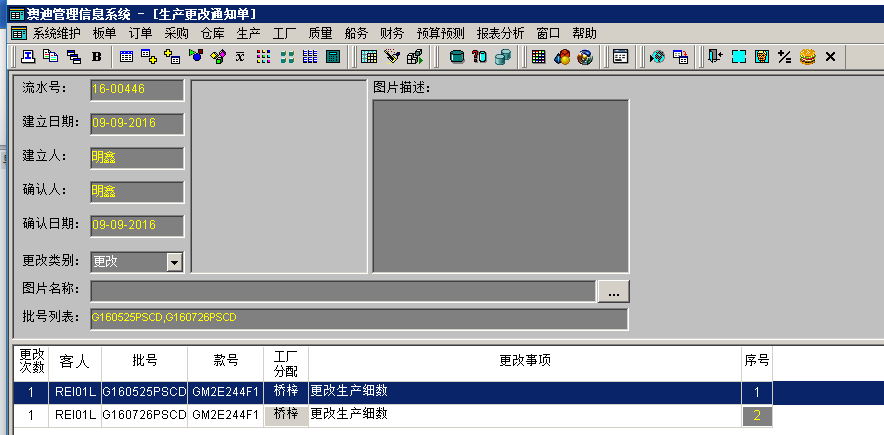 澳迪管理信息系统 - [生产更改通知单]
系统维护 板单 订单 采购 仓库 生产 工厂 质量 船务 财务 预算预测 报表分析 窗口 帮助
B
流水号: 16-00446 图片描述:
建立日期: 09-09-2016
建立人: 明鑫
确认人: 明鑫
确认日期: 09-09-2016
更改类别: 更改
图片名称: ...
批号列表: G160525PSCD,G160726PSCD
更改次数 客人 批号 款号 工厂分配 更改事项 序号
1 REI01L G160525PSCD GM2E244F1 桥梓 更改生产细数 1
1 REI01L G160726PSCD GM2E244F1 桥梓 更改生产细数 2